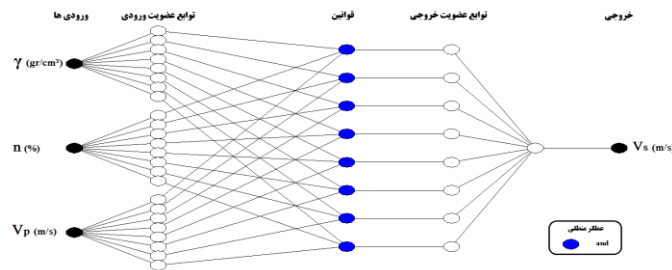 ورودی ها
توابع عضویت ورودی
قوانین
توابع عضویت خروجی
خروجی
γ (gr/cm³)
n (%)
Vp (m/s)
Vs (m/s)
عملگر منطقی
and